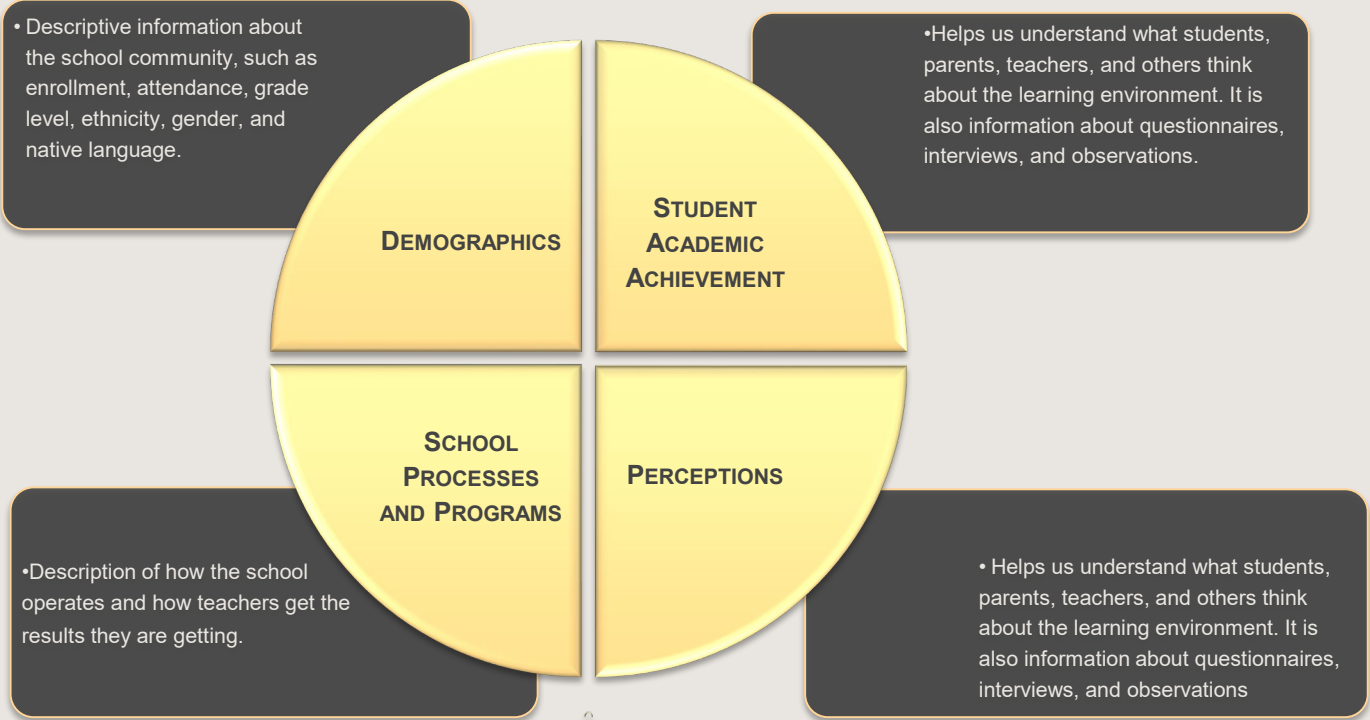 • Descriptive information about
the school community, such as
enrollment, attendance, grade
level, ethnicity, gender, and
native language.
•Helps us understand what students,
parents, teachers, and others think
about the learning environment. It is
also information about questionnaires,
interviews, and observations.
DEMOGRAPHICS
STUDENT
ACADEMIC
ACHIEVEMENT
SCHOOL
PROCESSES
AND PROGRAMS
PERCEPTIONS
•Description of how the school
operates and how teachers get the
results they are getting.
• Helps us understand what students,
parents, teachers, and others think
about the learning environment. It is
also information about questionnaires,
interviews, and observations